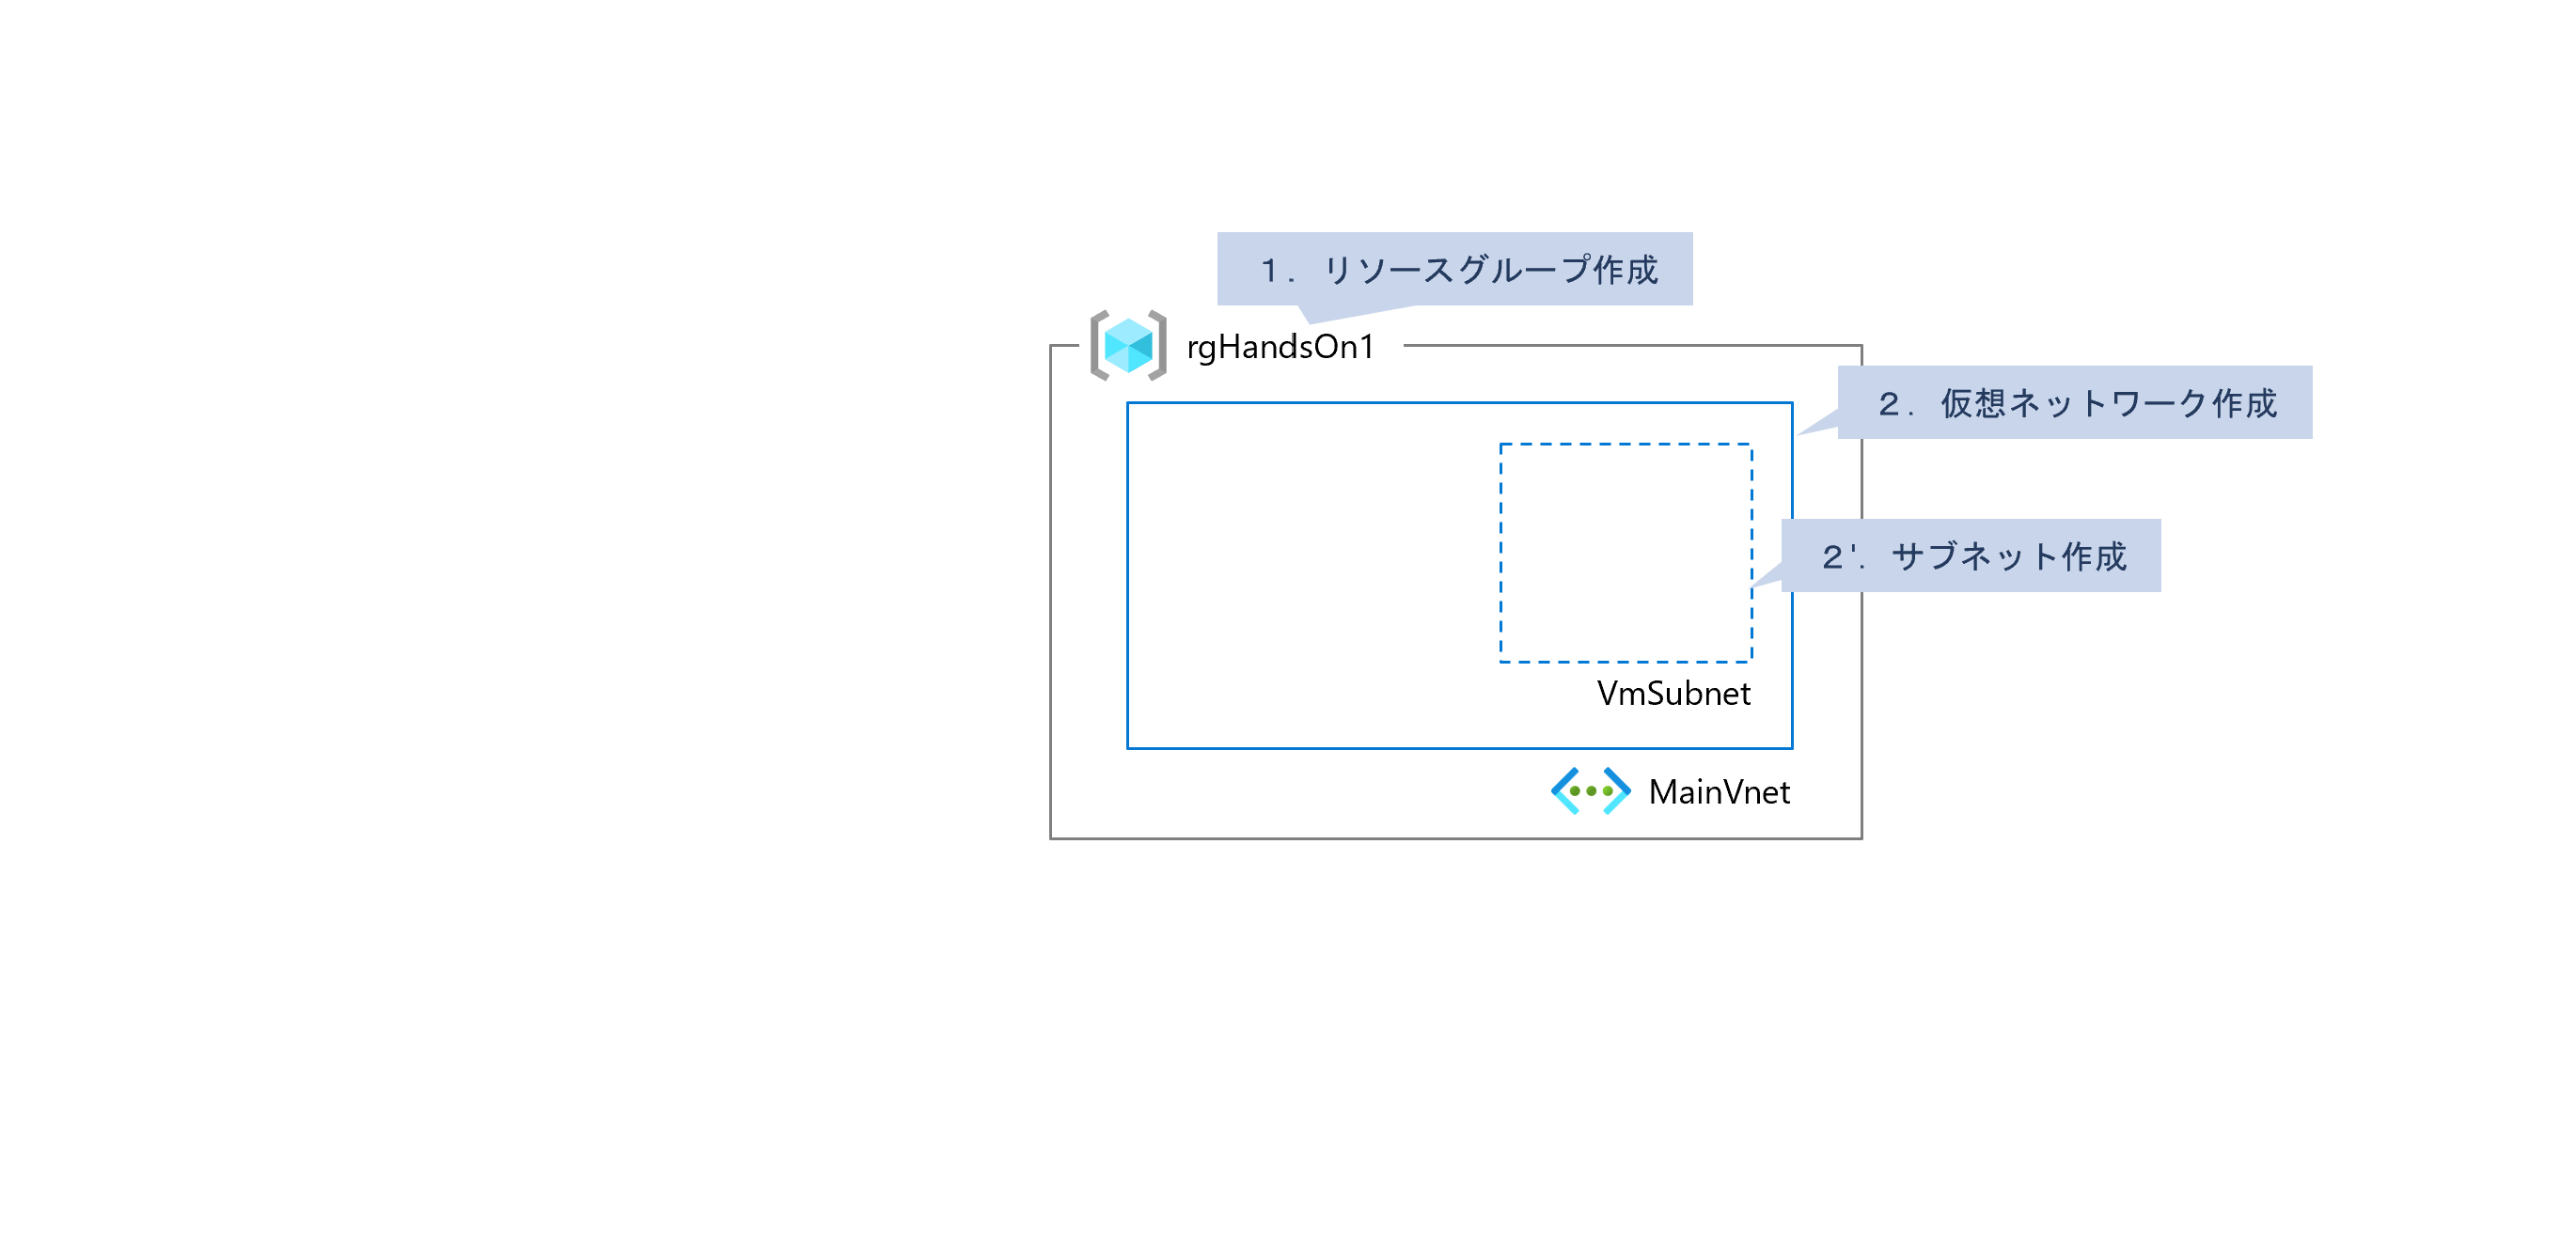 １．リソースグループ作成
rgHandsOn1
２．仮想ネットワーク作成
２'．サブネット作成
VmSubnet
MainVnet